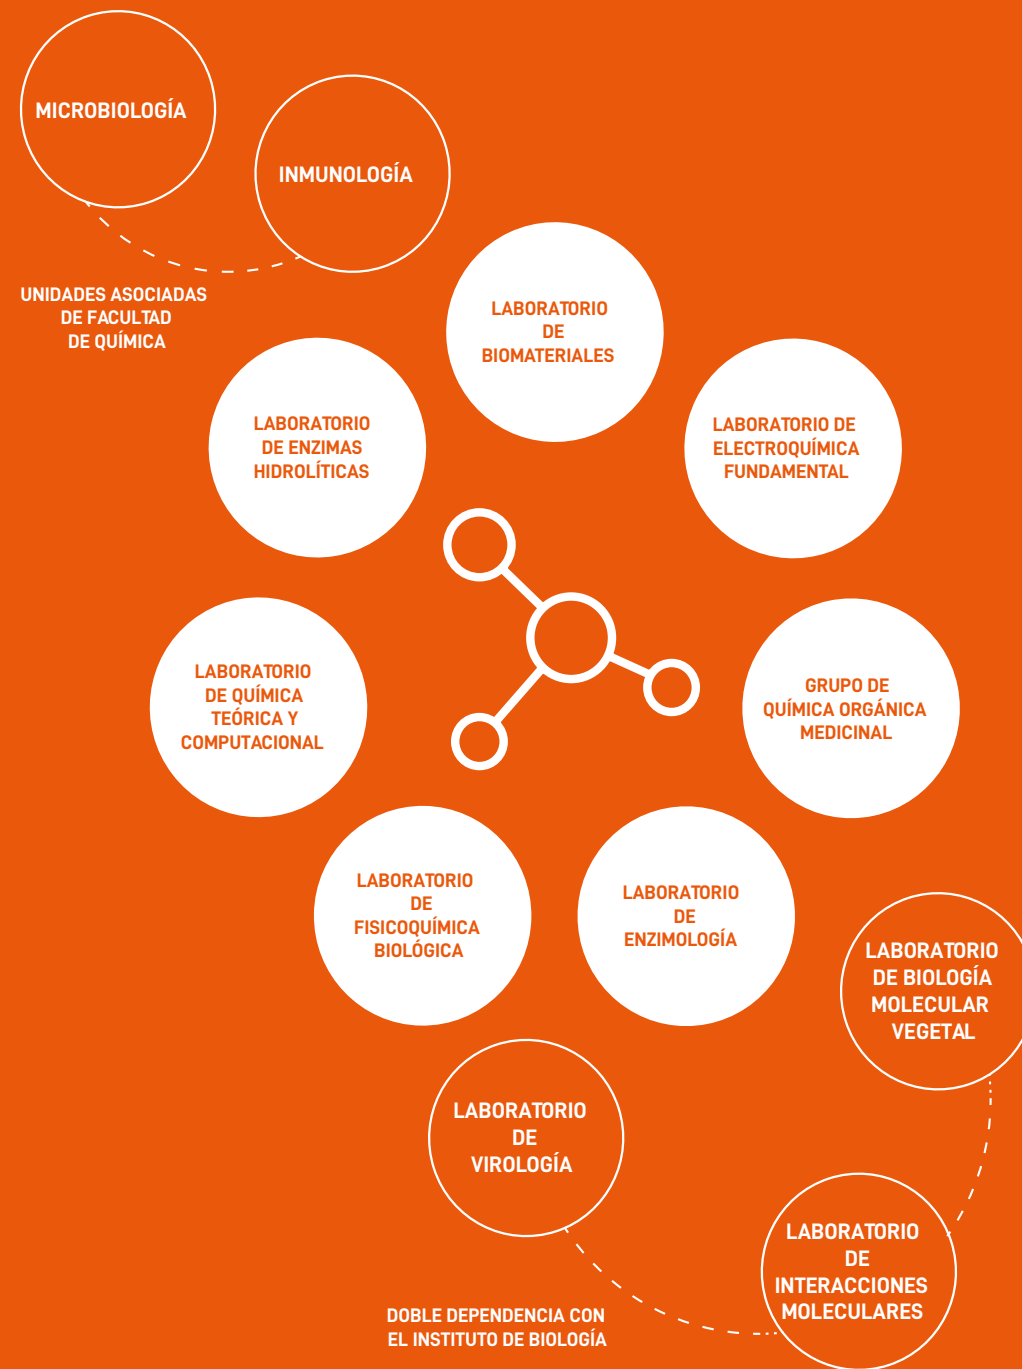 MICROBIOLOGÍA
INMUNOLOGÍA
UNIDADES ASOCIADAS
DE FACULTAD
DE QUÍMICA
LABORATORIO
DE
BIOMATERIALES
LABORATORIO
DE ENZIMAS
HIDROLÍTICAS
LABORATORIO DE
ELECTROQUÍMICA
FUNDAMENTAL
LABORATORIO
DE QUÍMICA
TEÓRICA Y
COMPUTACIONAL
GRUPO DE
QUÍMICA ORGÁNICA
MEDICINAL
LABORATORIO
DE
FISICOQUÍMICA
BIOLÓGICA
LABORATORIO
DE
ENZIMOLOGÍA
LABORATORIO
DE BIOLOGÍA
MOLECULAR
VEGETAL
LABORATORIO
DE
VIROLOGÍA
LABORATORIO
DE
INTERACCIONES
MOLECULARES
DOBLE DEPENDENCIA CON
EL INSTITUTO DE BIOLOGÍA